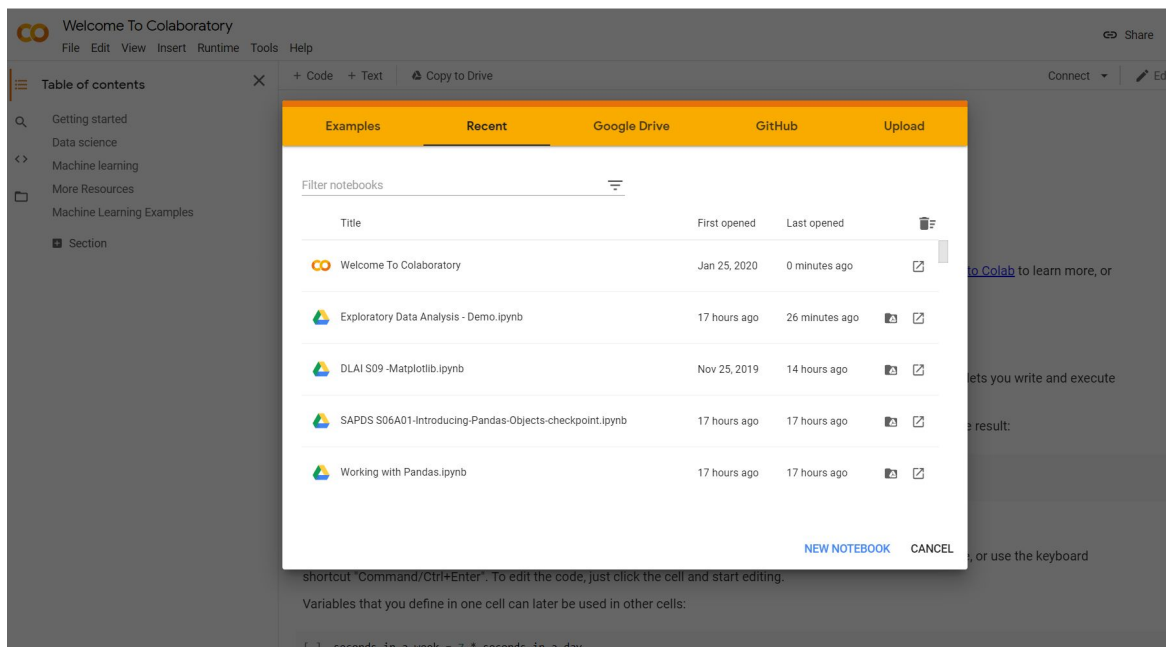 Welcome To Colaboratory
File Edit View Insert Runtime Tools Help
Share
Table of contents
+ Code + Text Copy to Drive
Connect
Getting started
Data science
Machine learning
More Resources
Machine Learning Examples
Section
Examples Recent Google Drive GitHub Upload
Filter notebooks
Title First opened Last opened
Welcome To Colaboratory Jan 25, 2020 0 minutes ago
Exploratory Data Analysis - Demo.ipynb 17 hours ago 26 minutes ago
DLAI S09 -Matplotlib.ipynb Nov 25, 2019 14 hours ago
SAPDS S06A01-Introducing-Pandas-Objects-checkpoint.ipynb 17 hours ago 17 hours ago
Working with Pandas.ipynb 17 hours ago 17 hours ago
NEW NOTEBOOK CANCEL
to Colab to learn more, or
lets you write and execute
result:
, or use the keyboard
shortcut "Command/Ctrl+Enter". To edit the code, just click the cell and start editing.
Variables that you define in one cell can later be used in other cells: